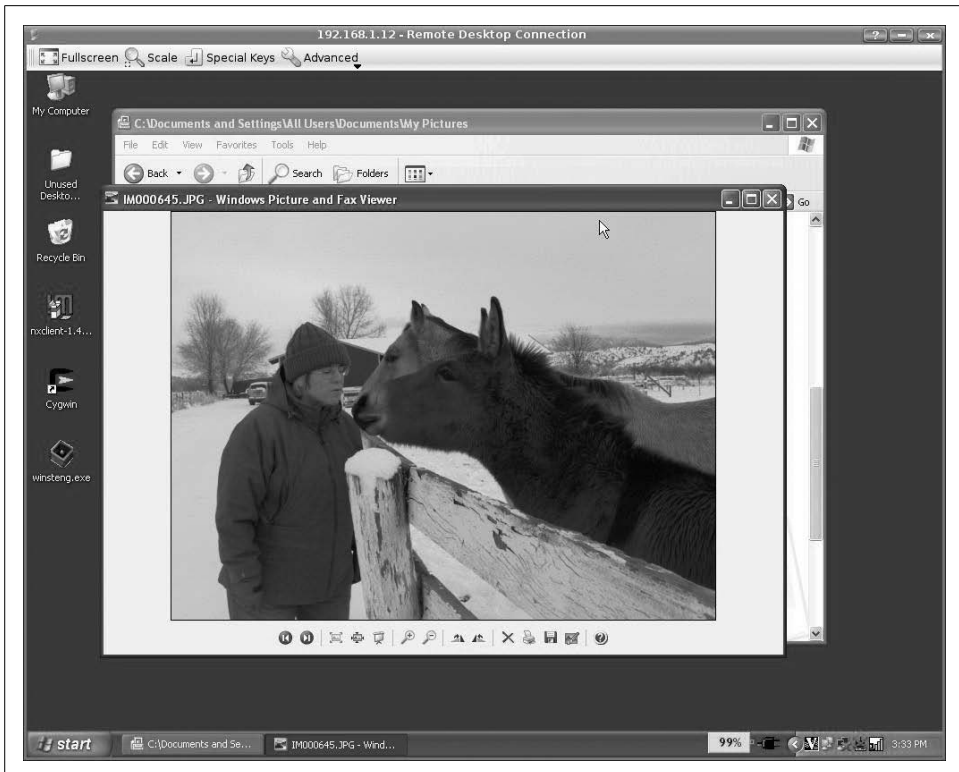 192.168.1.12 - Remote Desktop Connection
Fullscreen Scale Special Keys Advanced
My Computer
C:\Documents and Settings\All Users\Documents\My Pictures
File Edit View Favorites Tools Help
Back Search Folders
Unused
Deskto...
IM000645.JPG - Windows Picture and Fax Viewer
Go
Recycle Bin
nxclient-1.4...
Cygwin
winsteng.exe
start C:\Documents and Se... IM000645.JPG - Wind... 99% 3:33 PM